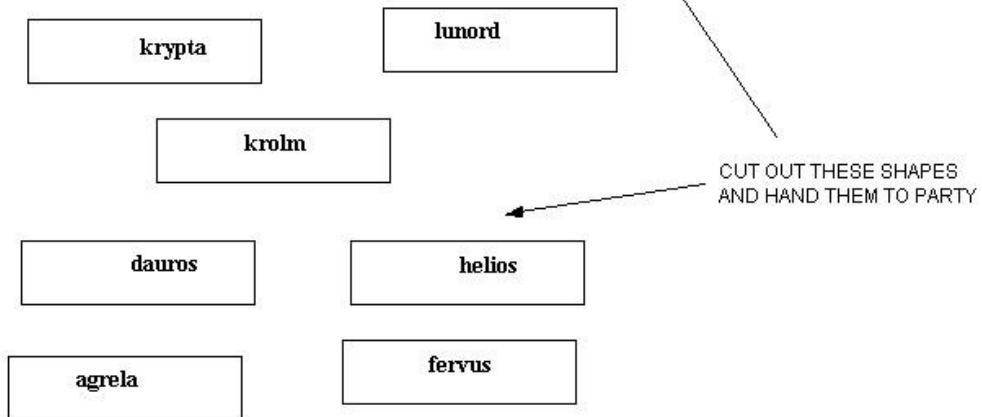 krypta
lunord
krolm
CUT OUT THESE SHAPES
AND HAND THEM TO PARTY
dauros
helios
agrela
fervus